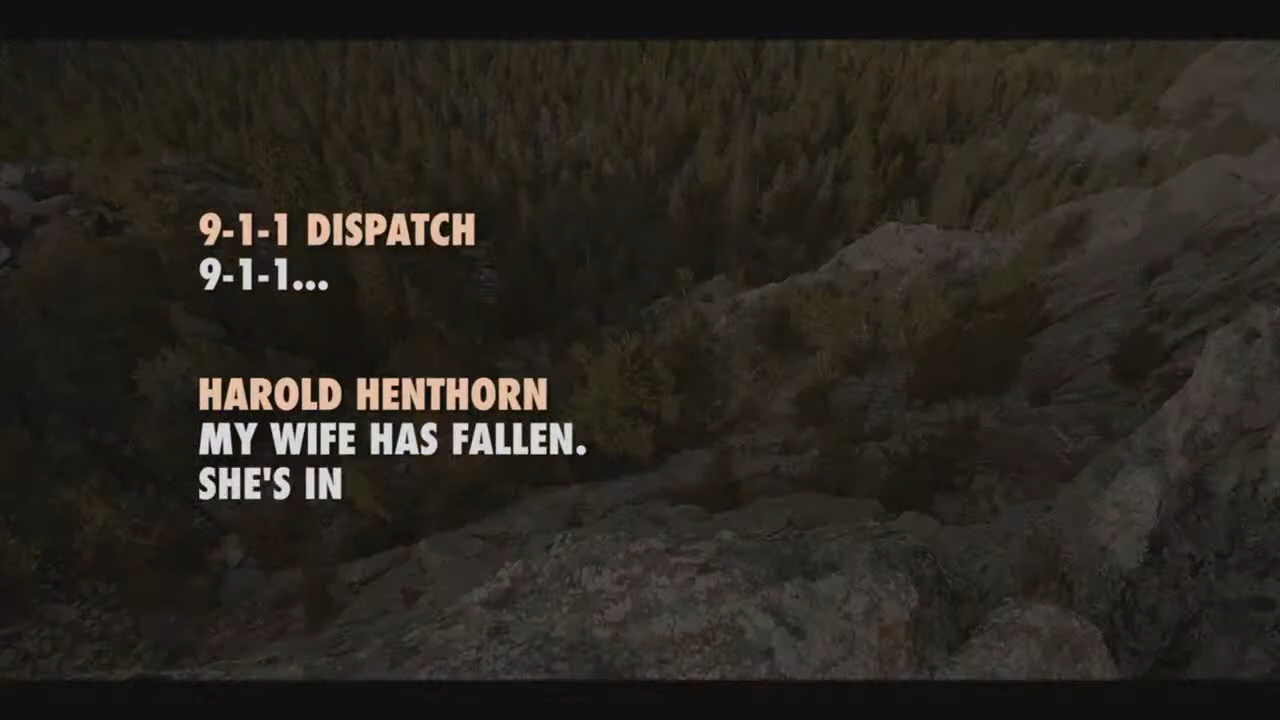 9-1-1 DISPATCH
9-1-1...
HAROLD HENTHORN
MY WIFE HAS FALLEN.
SHE'S IN